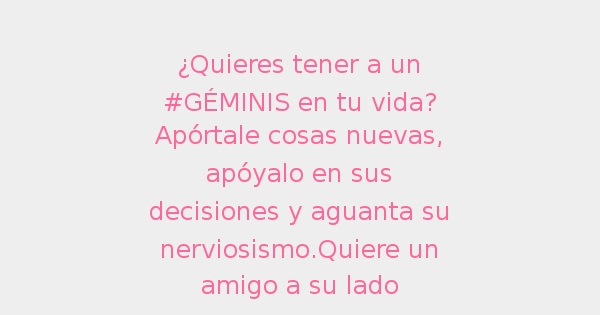 ¿Quieres tener a un
#GÉMINIS en tu vida?
Apórtale cosas nuevas,
apóyalo en sus
decisiones y aguanta su
nerviosismo.Quiere un
amigo a su lado